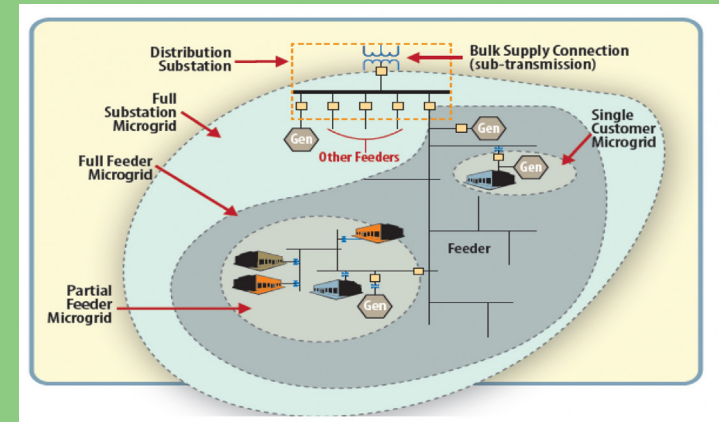 Distribution
Substation
Bulk Supply Connection
(sub-transmission)
Full
Substation
Microgrid
Single
Customer
Microgrid
Gen
Gen
Other Feeders
Full Feeder
Microgrid
Gen
Feeder
Partial
Feeder
Microgrid
Gen